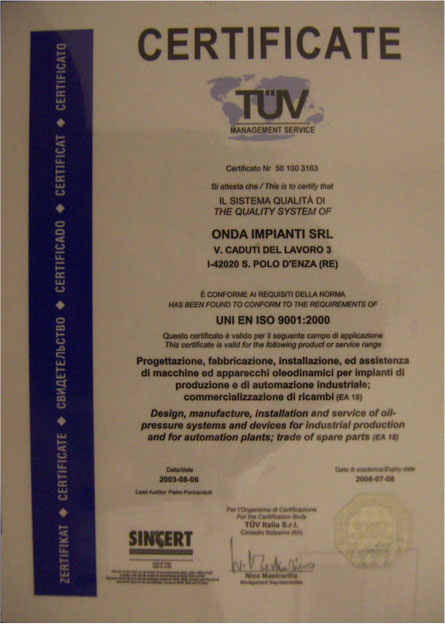 CERTIFICATE
TÜV
MANAGEMENT SERVICE
Certificato Nr 50 100 3163
Si attesta che / This is to certify that
IL SISTEMA QUALITÀ DI
THE QUALITY SYSTEM OF
ONDA IMPIANTI SRL
V. CADUTI DEL LAVORO 3
I-42020 S. POLO D'ENZA (RE)
È CONFORME AI REQUISITI DELLA NORMA
HAS BEEN FOUND TO CONFORM TO THE REQUIREMENTS OF
UNI EN ISO 9001:2000
Questo certificato è valido per il seguente campo di applicazione
This certificate is valid for the following product or service range
Progettazione, fabbricazione, installazione, ed assistenza
di macchine ed apparecchi oleodinamici per impianti di
produzione e di automazione industriale;
commercializzazione di ricambi (EA 18)
Design, manufacture, installation and service of oil-
pressure systems and devices for industrial production
and for automation plants; trade of spare parts (EA 18)
Data/date
2003-08-06
Data di scadenza/Expiry date
2006-07-08
Lead Auditor: Pietro
Per l'Organismo di Certificazione
For the Certification Body
TÜV Italia S.r.l.
Cinisello Balsamo (MI)
SINCERT
Nico Mastrorillo
Management Representative
ZERTIFIKAT ◆ CERTIFICATE ◆ СВИДЕТЕЛЬСТВО ◆ CERTIFICADO ◆ CERTIFICAT ◆ CERTIFICATO